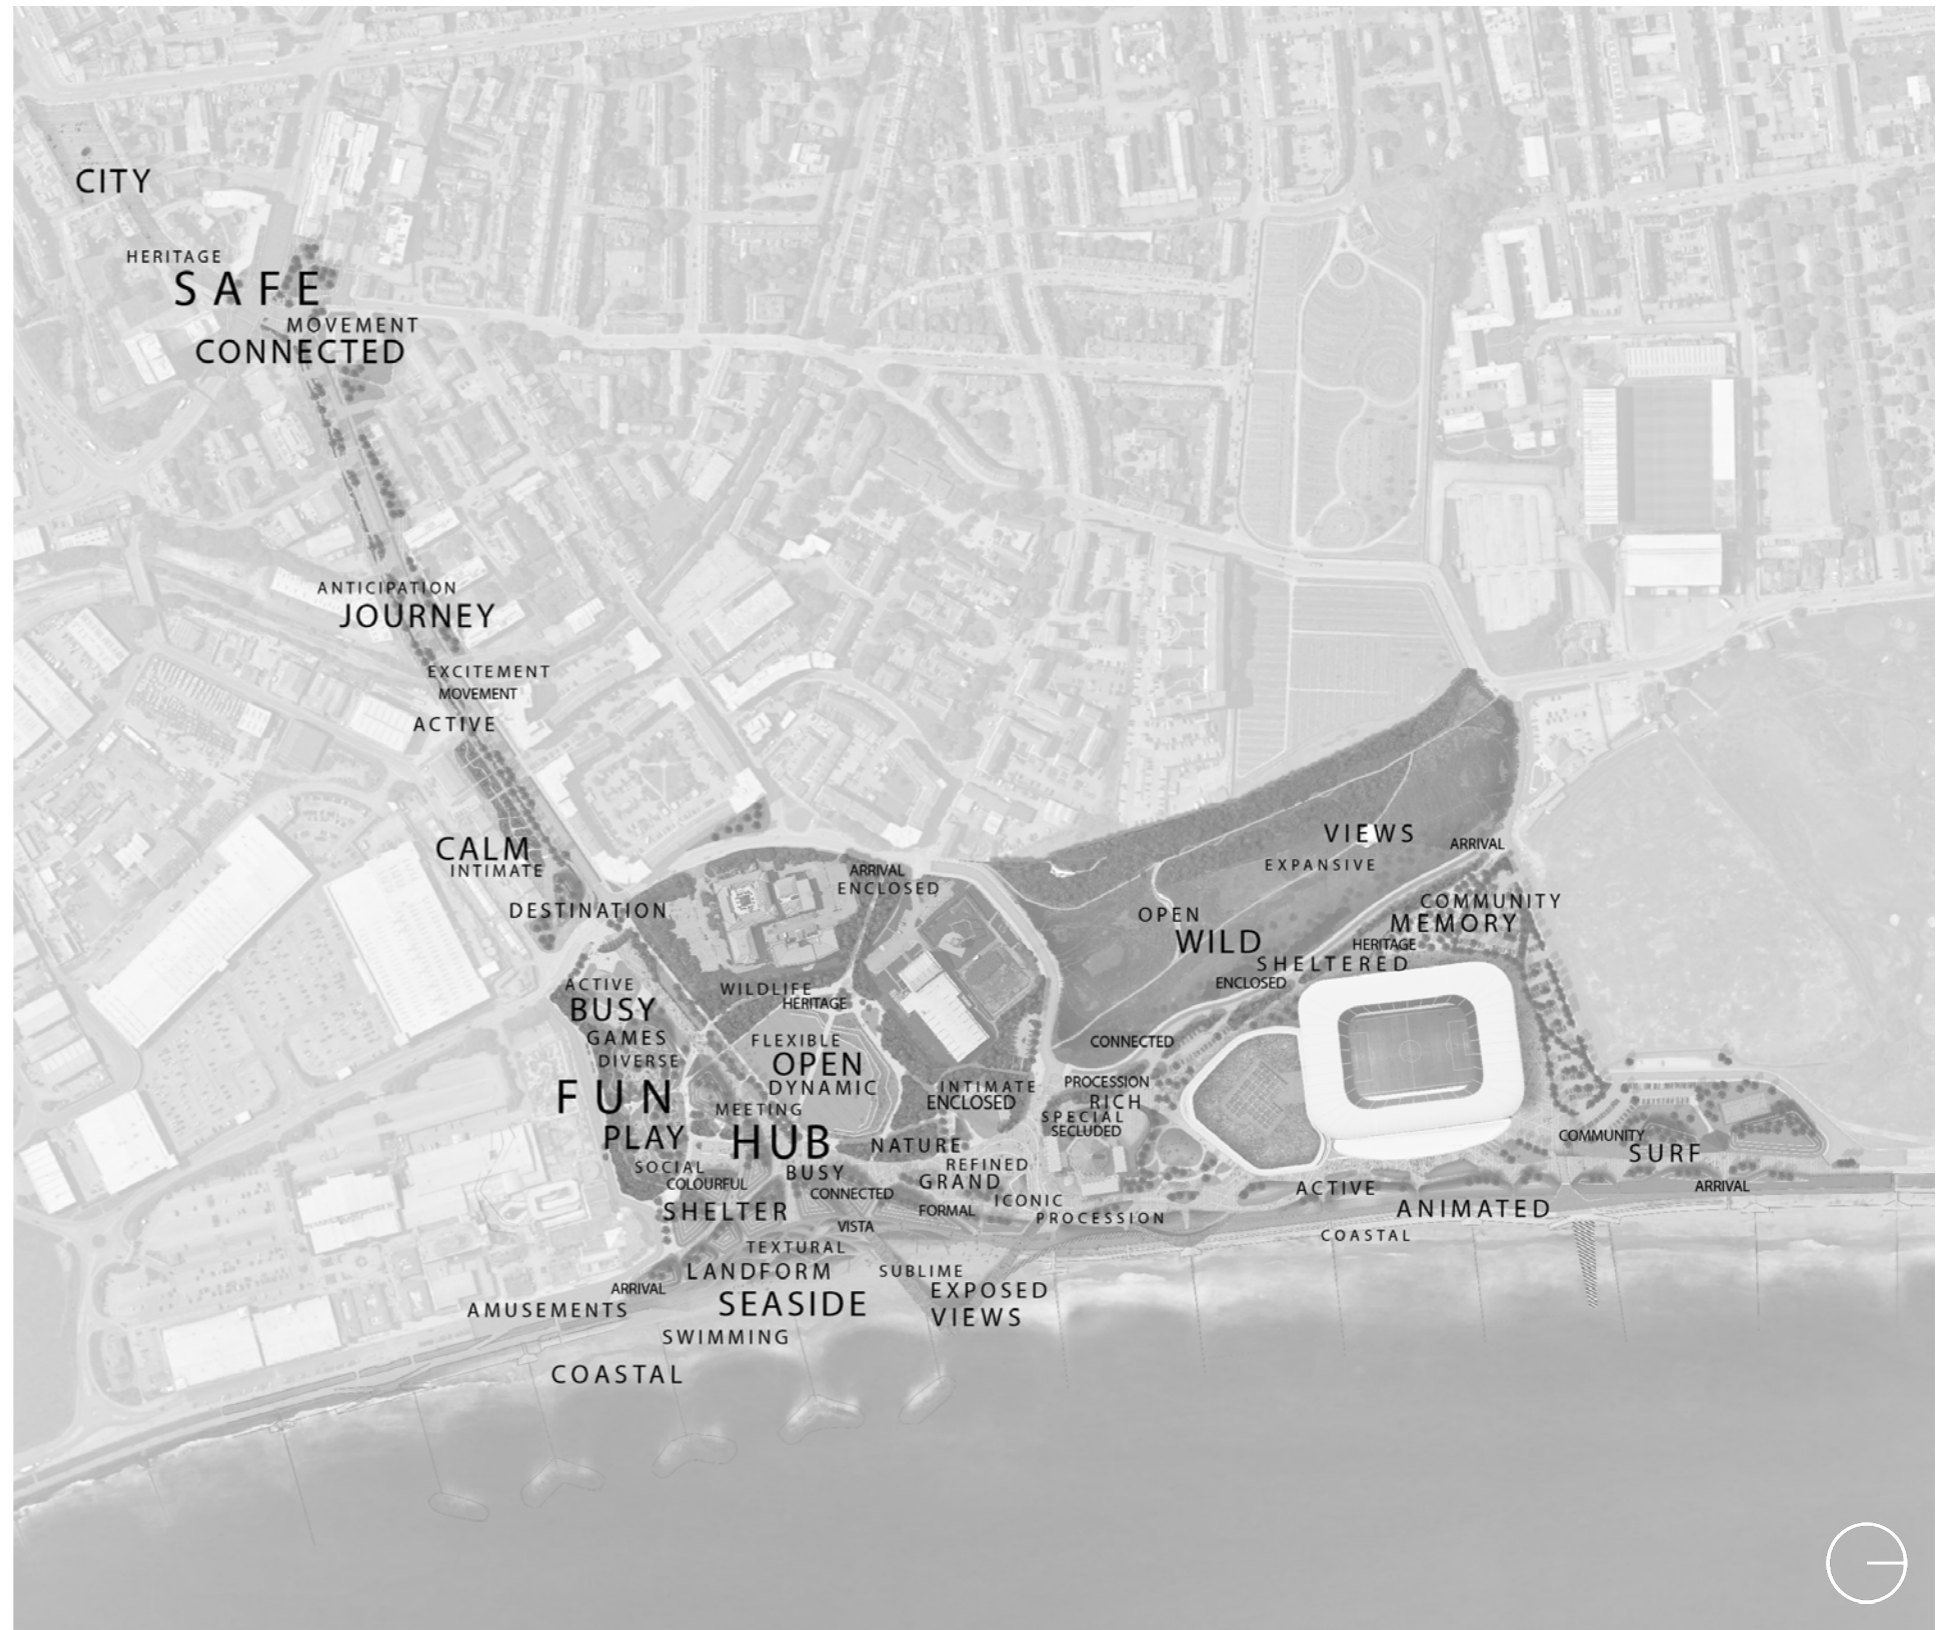 CITY
HERITAGE
SAFE
MOVEMENT
CONNECTED
ANTICIPATION
JOURNEY
EXCITEMENT
MOVEMENT
ACTIVE
CALM
INTIMATE
DESTINATION
ARRIVAL
ENCLOSED
VIEWS
ARRIVAL
EXPANSIVE
COMMUNITY
OPEN
MEMORY
WILD
HERITAGE
SHELTERED
ENCLOSED
ACTIVE
BUSY
GAMES
DIVERSE
FUN
PLAY
SOCIAL
COLOURFUL
SHELTER
WILDLIFE
HERITAGE
FLEXIBLE
OPEN
DYNAMIC
MEETING
HUB
BUSY
CONNECTED
VISTA
INTIMATE
ENCLOSED
NATURE
REFINED
GRAND
ICONIC
FORMAL
PROCESSION
CONNECTED
PROCESSION
RICH
SPECIAL
SECLUDED
COMMUNITY
SURF
ARRIVAL
ACTIVE
ANIMATED
COASTAL
TEXTURAL
LANDFORM
SUBLIME
ARRIVAL
EXPOSED
AMUSEMENTS
SEASIDE
VIEWS
SWIMMING
COASTAL